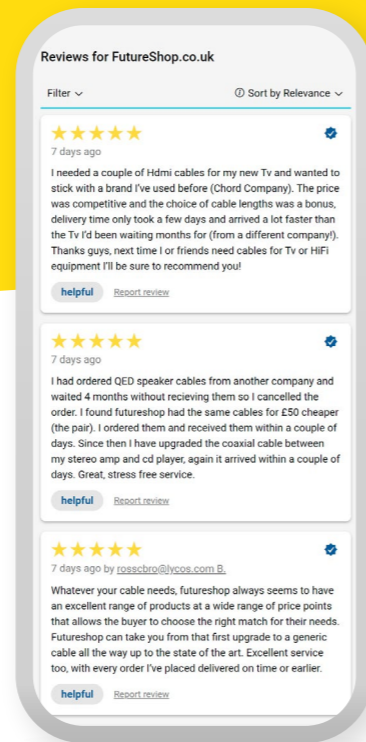 Reviews for FutureShop.co.uk
Filter
Sort by Relevance
7 days ago
I needed a couple of Hdmi cables for my new Tv and wanted to
stick with a brand I've used before (Chord Company). The price
was competitive and the choice of cable lengths was a bonus,
delivery time only took a few days and arrived a lot faster than
the Tv I'd been waiting months for (from a different company!).
Thanks guys, next time I or friends need cables for Tv or HiFi
equipment I'll be sure to recommend you!
helpful Report review
7 days ago
I had ordered QED speaker cables from another company and
waited 4 months without recieving them so I cancelled the
order. I found futureshop had the same cables for £50 cheaper
(the pair). I ordered them and received them within a couple of
days. Since then I have upgraded the coaxial cable between
my stereo amp and cd player, again it arrived within a couple of
days. Great, stress free service.
helpful Report review
7 days ago by rosscbro@lycos.com B.
Whatever your cable needs, futureshop always seems to have
an excellent range of products at a wide range of price points
that allows the buyer to choose the right match for their needs.
Futureshop can take you from that first upgrade to a generic
cable all the way up to the state of the art. Excellent service
too, with every order I've placed delivered on time or earlier.
helpful Report review